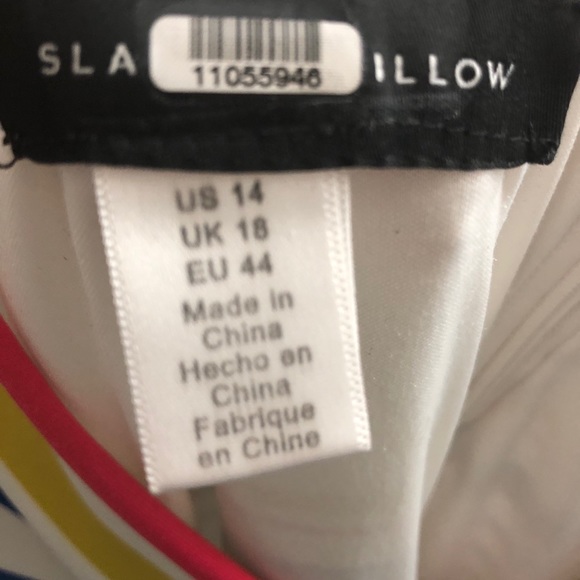 SLA ILLOW
11055946
US 14
UK 18
EU 44
Made in
China
Hecho en
China
Fabrique
en Chine